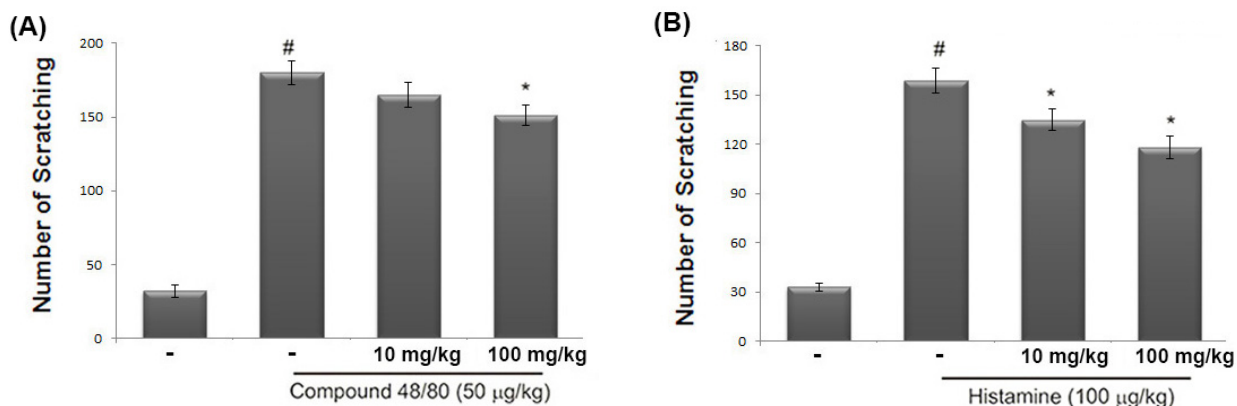 (A)
Number of Scratching
200
150
100
50
0
#
*
- - 10 mg/kg 100 mg/kg
Compound 48/80 (50 μg/kg)
(B)
Number of Scratching
180
150
120
90
60
30
0
#
*
*
- - 10 mg/kg 100 mg/kg
Histamine (100 μg/kg)